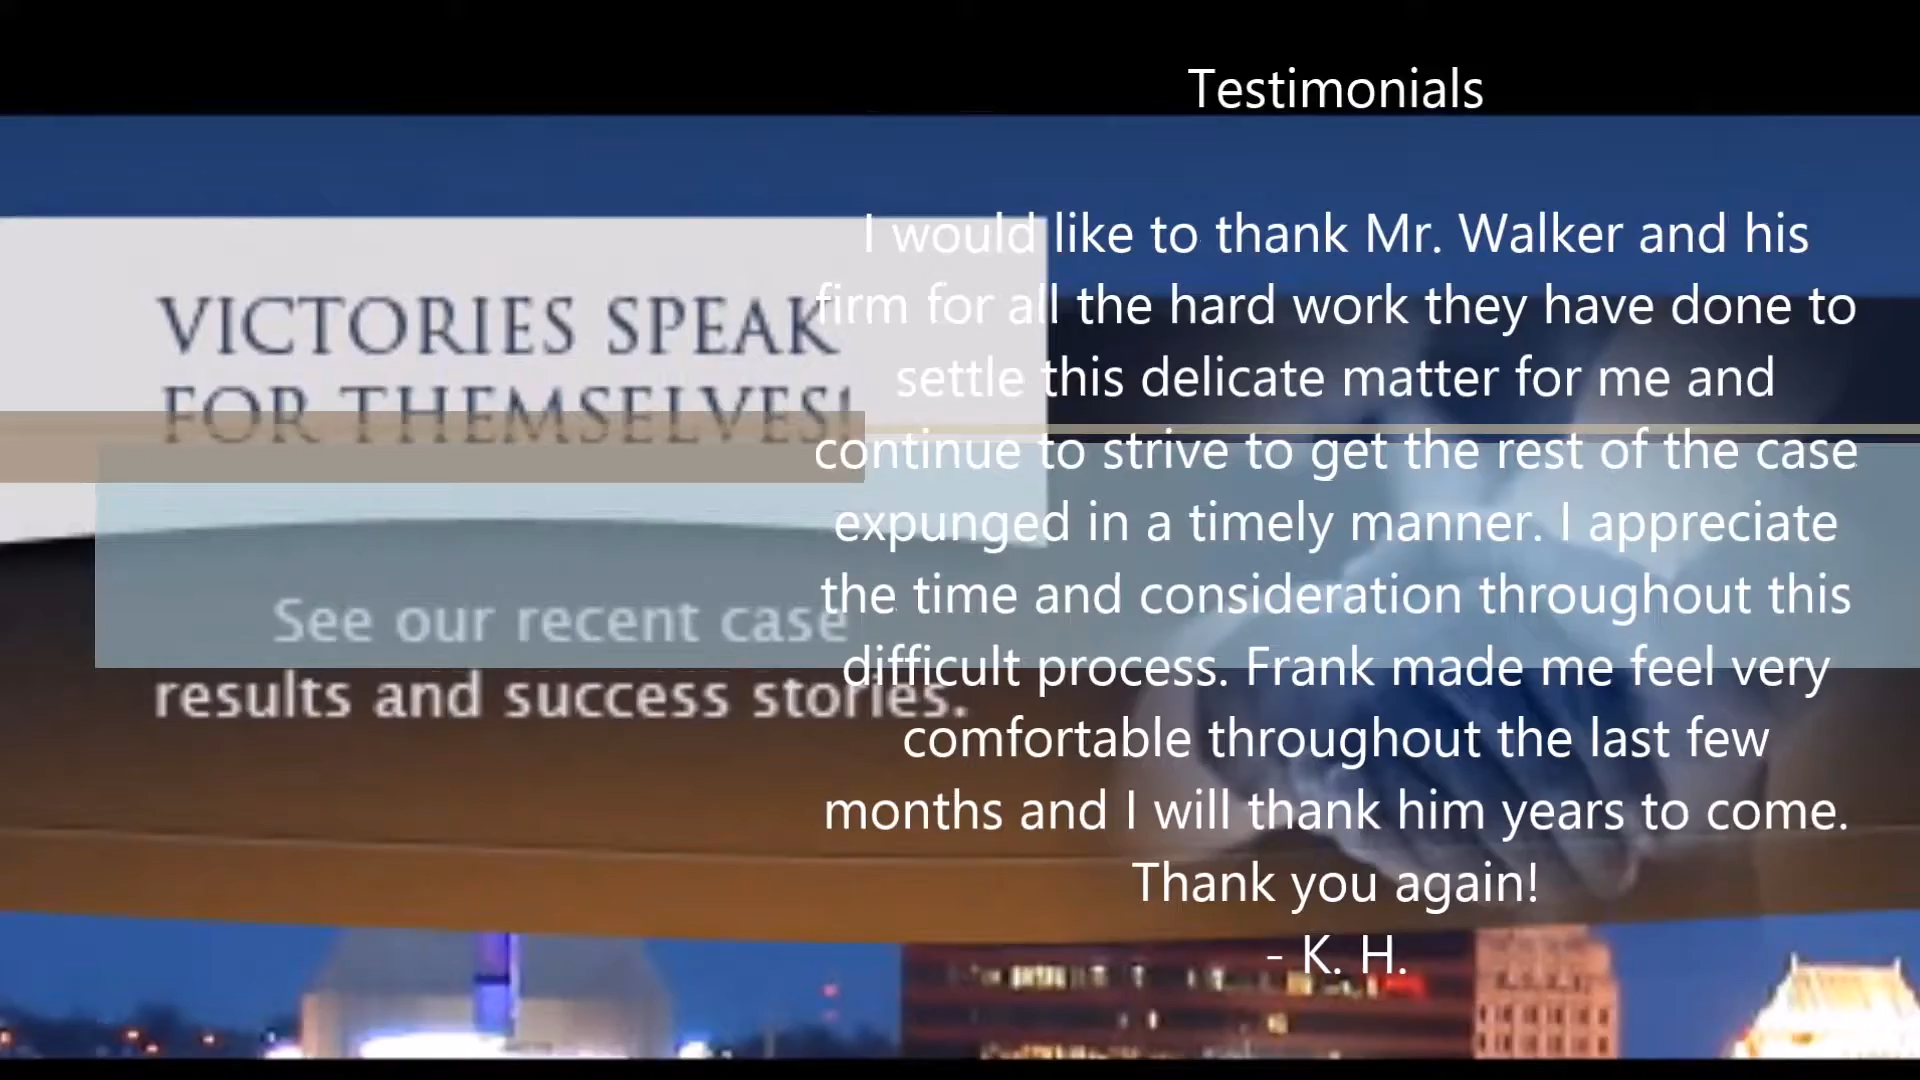 Testimonials
VICTORIES SPEAK
FOR THEMSELVES!
See our recent case
results and success stories.
I would like to thank Mr. Walker and his
firm for all the hard work they have done to
settle this delicate matter for me and
continue to strive to get the rest of the case
expunged in a timely manner. I appreciate
the time and consideration throughout this
difficult process. Frank made me feel very
comfortable throughout the last few
months and I will thank him years to come.
Thank you again!
- K. H.